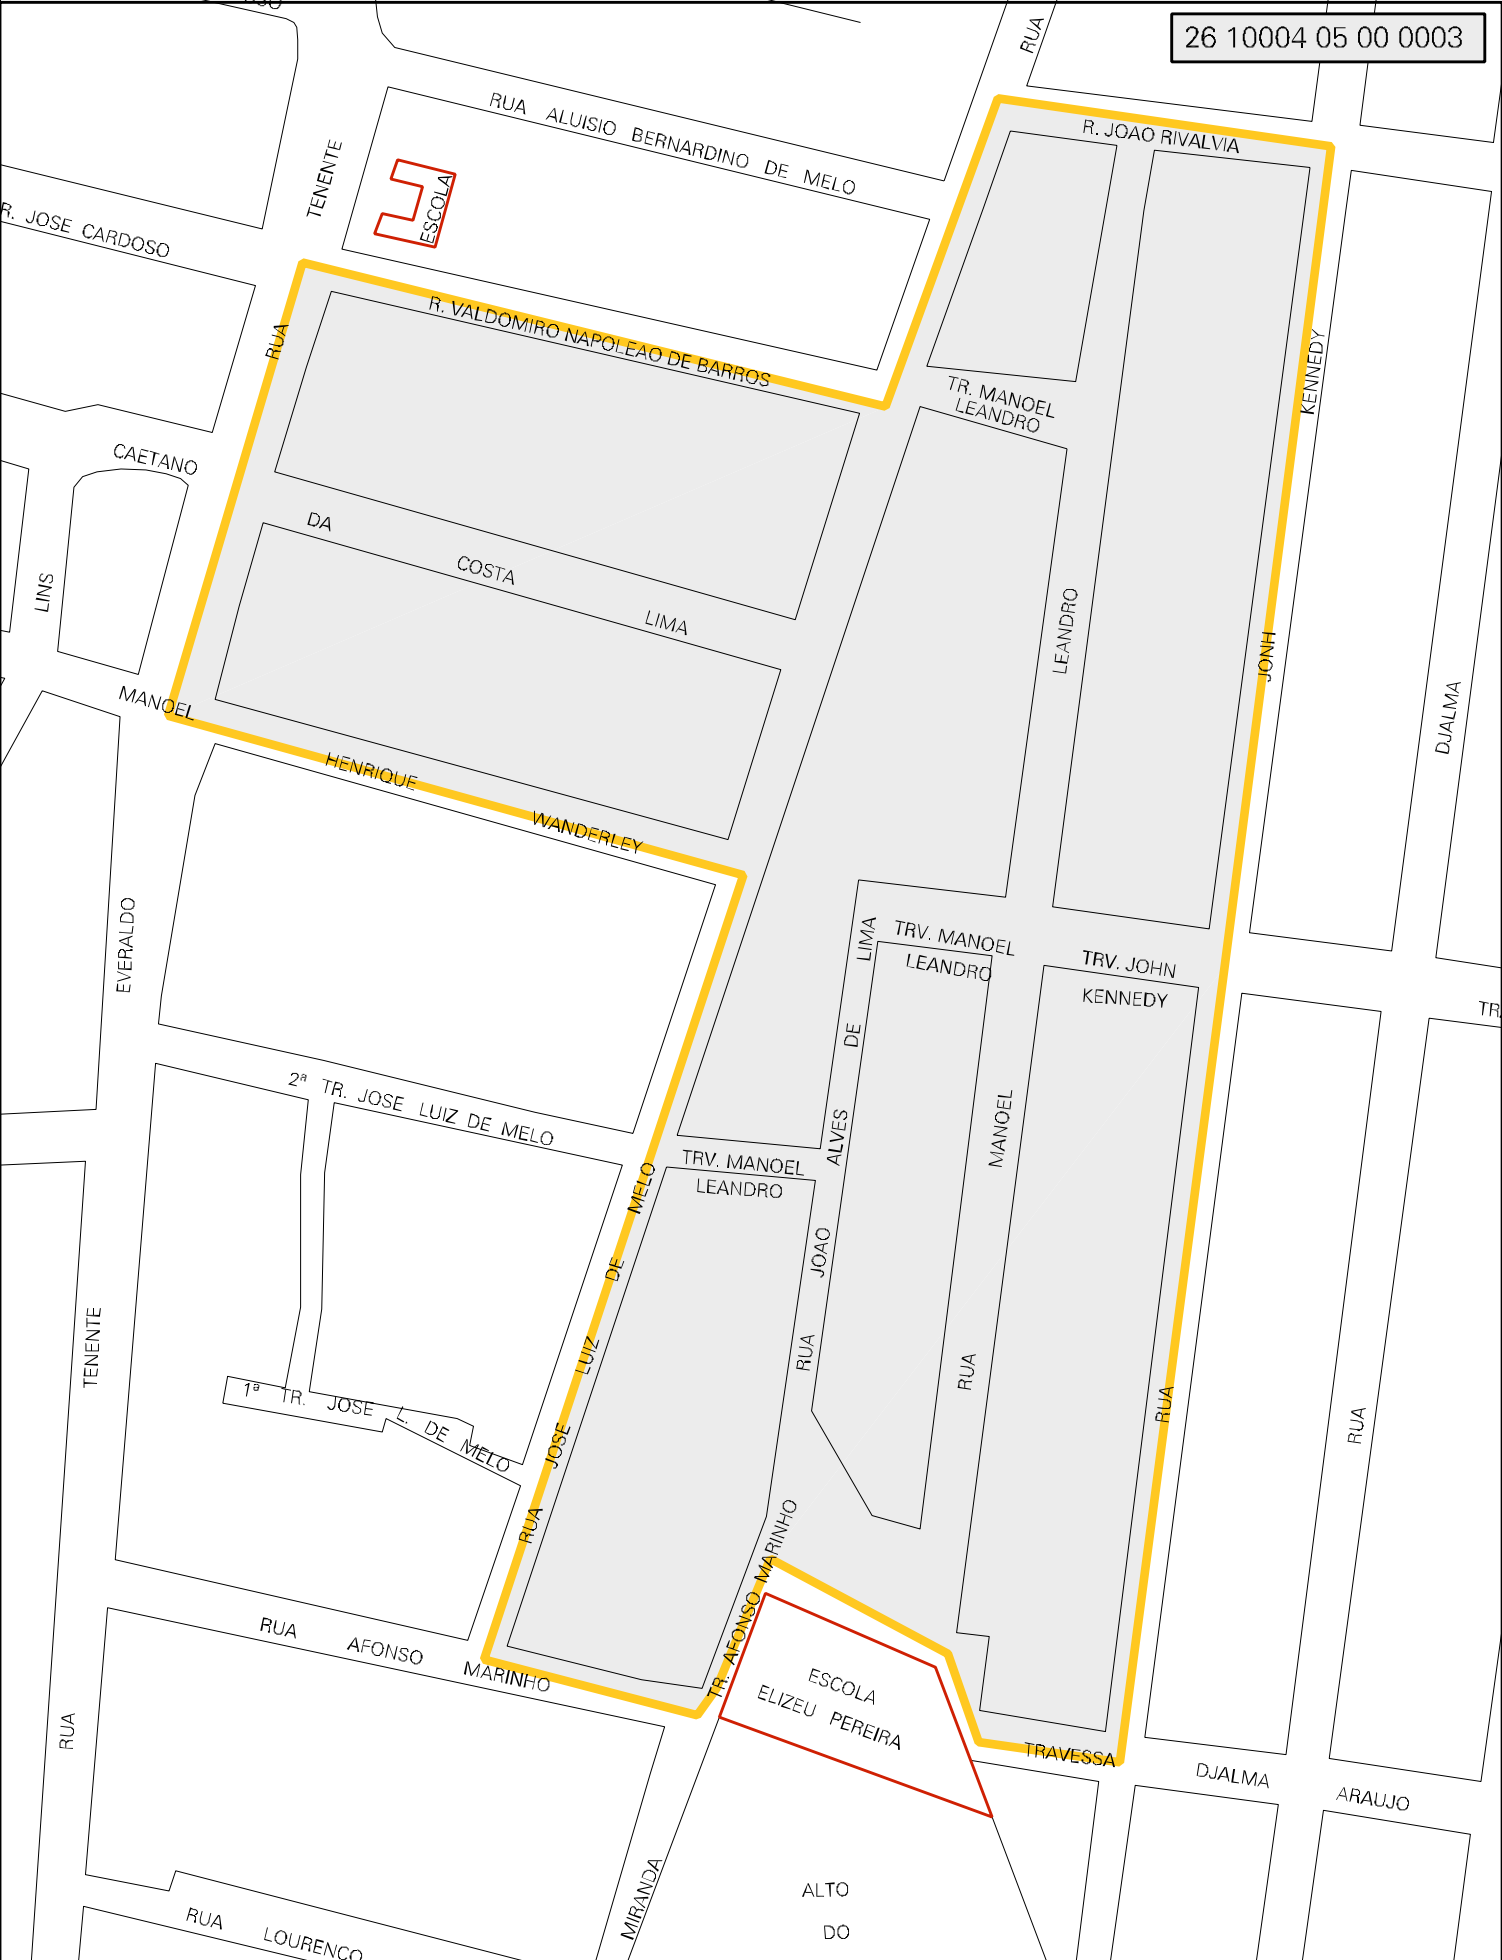 26 10004 05 00 0003
RUA
R. JOAO RIVALVIA
RUA ALUISIO BERNARDINO DE MELO
TENENTE
ESCOLA
R. JOSE CARDOSO
RUA
R. VALDOMIRO NAPOLEAO DE BARROS
KENNEDY
TR. MANOEL
LEANDRO
CAETANO
DA
COSTA
LIMA
LINS
LEANDRO
JONH
DJALMA
MANOEL
HENRIQUE
WANDERLEY
EVERALDO
LIMA
TRV. MANOEL
LEANDRO
TRV. JOHN
KENNEDY
TR.
DE
2ª TR. JOSE LUIZ DE MELO
ALVES
MANOEL
TRV. MANOEL
LEANDRO
MELO
DE
JOAO
TENENTE
LUIZ
RUA
RUA
RUA
RUA
1ª TR. JOSE L. DE MELO
JOSE
RUA
TR. AFONSO MARINHO
RUA AFONSO MARINHO
ESCOLA
ELIZEU PEREIRA
RUA
TRAVESSA
DJALMA
ARAUJO
MIRANDA
ALTO
DO
RUA LOURENCO